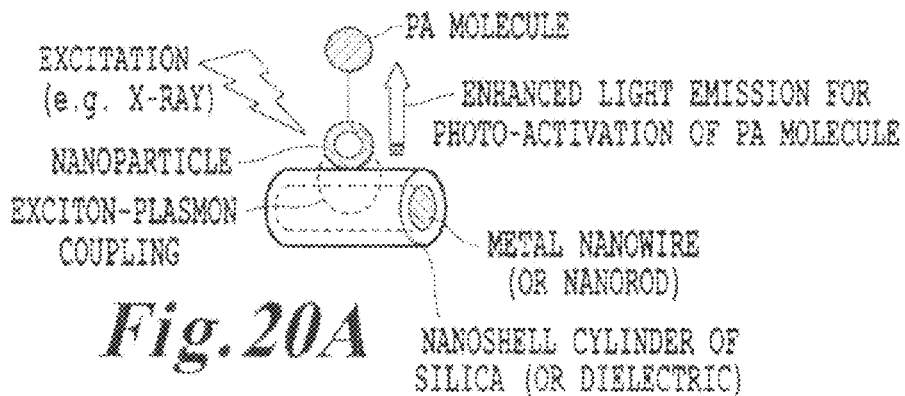 PA MOLECULE
EXCITATION
(e.g. X-RAY)
ENHANCED LIGHT EMISSION FOR
PHOTO-ACTIVATION OF PA MOLECULE
NANOPARTICLE
EXCITON-PLASMON
COUPLING
METAL NANOWIRE
(OR NANOROD)
NANOSHELL CYLINDER OF
SILICA (OR DIELECTRIC)
Fig.20A